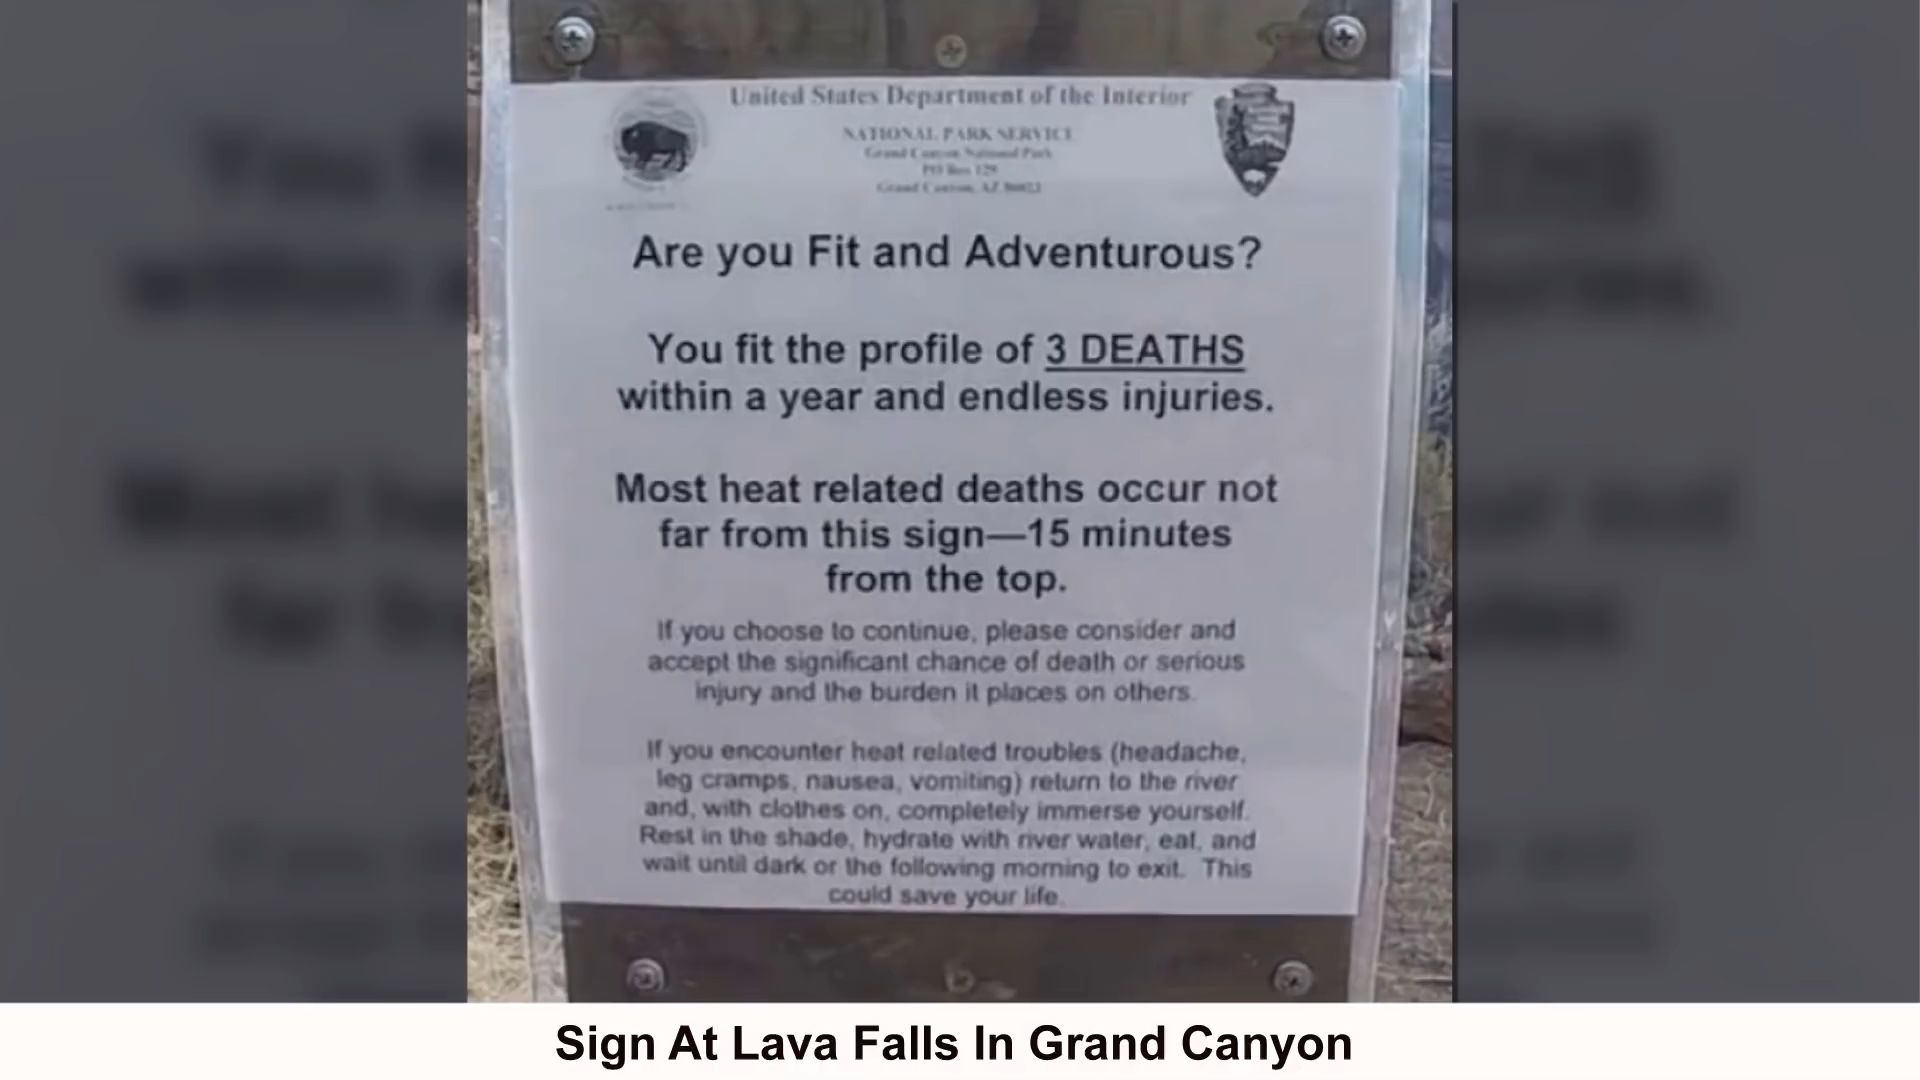 United States Department of the Interior
NATIONAL PARK SERVICE
Grand Canyon National Park
PO Box 129
Grand Canyon, AZ 86023
Are you Fit and Adventurous?
You fit the profile of 3 DEATHS
within a year and endless injuries.
Most heat related deaths occur not
far from this sign—15 minutes
from the top.
If you choose to continue, please consider and
accept the significant chance of death or serious
injury and the burden it places on others.
If you encounter heat related troubles (headache,
leg cramps, nausea, vomiting) return to the river
and, with clothes on, completely immerse yourself.
Rest in the shade, hydrate with river water, eat, and
wait until dark or the following morning to exit. This
could save your life.
Sign At Lava Falls In Grand Canyon